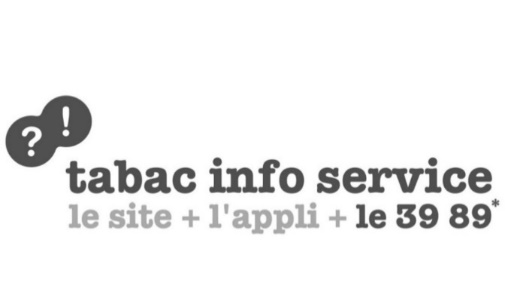 ? !
tabac info service
le site + l'appli + le 39 89*